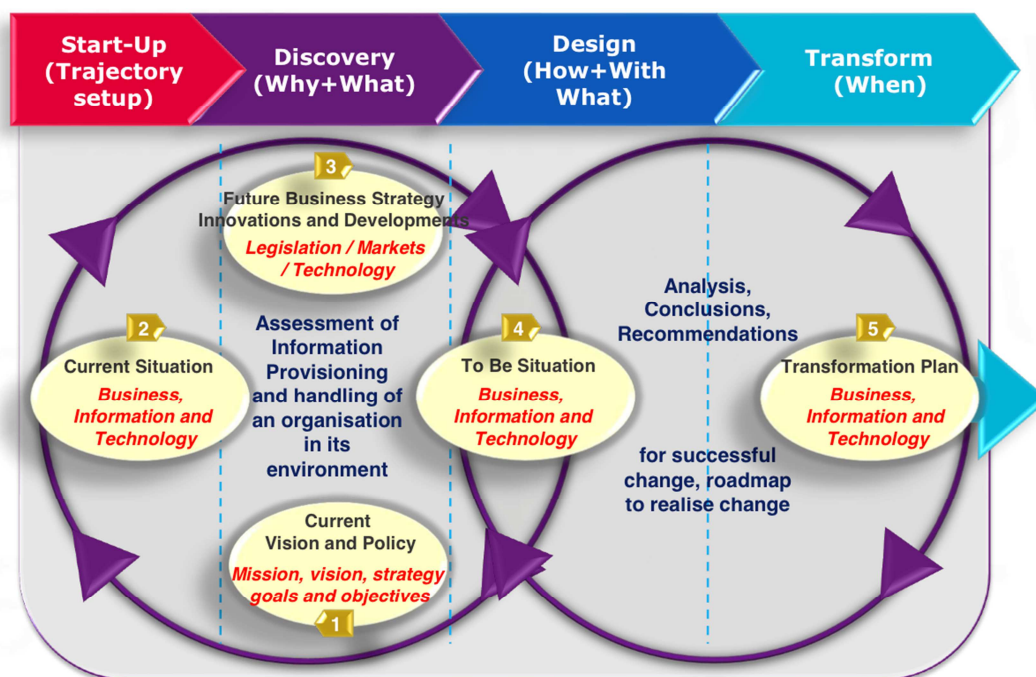 Start-Up
(Trajectory
setup)
Discovery
(Why+What)
Design
(How+With
What)
Transform
(When)
3
Future Business Strategy
Innovations and Developments
Legislation / Markets
/ Technology
2
Current Situation
Business,
Information and
Technology
Assessment of
Information
Provisioning
and handling of
an organisation
in its
environment
4
To Be Situation
Business,
Information and
Technology
Analysis,
Conclusions,
Recommendations
for successful
change, roadmap
to realise change
5
Transformation Plan
Business,
Information and
Technology
Current
Vision and Policy
Mission, vision, strategy
goals and objectives
1